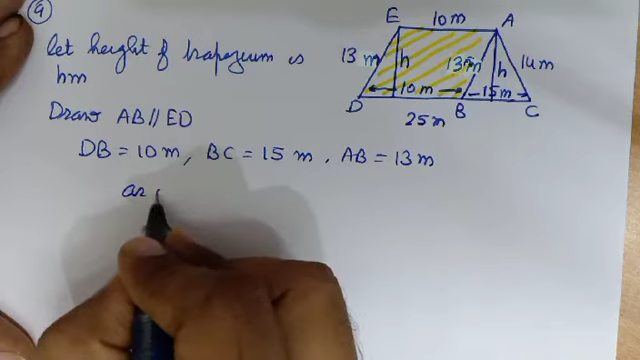 9
let height of trapezium is
hm
Draw AB // ED
DB = 10 m, BC = 15 m, AB = 13 m
ar
E 10 m A
13 m h 13 m h 14 m
10 m 15 m
D B C
25 m